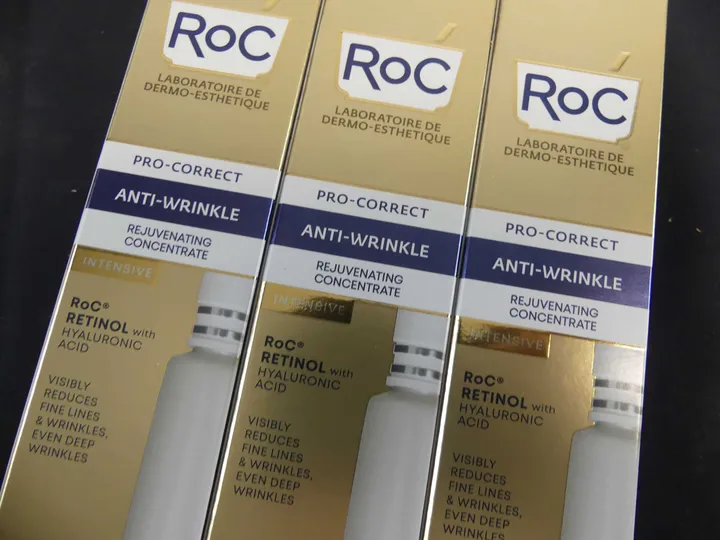 RoC
LABORATOIRE DE
DERMO-ESTHETIQUE
PRO-CORRECT
ANTI-WRINKLE
REJUVENATING
CONCENTRATE
INTENSIVE
RoC®
RETINOL with
HYALURONIC
ACID
VISIBLY
REDUCES
FINE LINES
& WRINKLES,
EVEN DEEP
WRINKLES
RoC
LABORATOIRE DE
DERMO-ESTHETIQUE
PRO-CORRECT
ANTI-WRINKLE
REJUVENATING
CONCENTRATE
INTENSIVE
RoC®
RETINOL with
HYALURONIC
ACID
VISIBLY
REDUCES
FINE LINES
& WRINKLES,
EVEN DEEP
WRINKLES
RoC
LABORATOIRE DE
DERMO-ESTHETIQUE
PRO-CORRECT
ANTI-WRINKLE
REJUVENATING
CONCENTRATE
INTENSIVE
RoC®
RETINOL with
HYALURONIC
ACID
VISIBLY
REDUCES
FINE LINES
& WRINKLES,
EVEN DEEP
WRINKLES